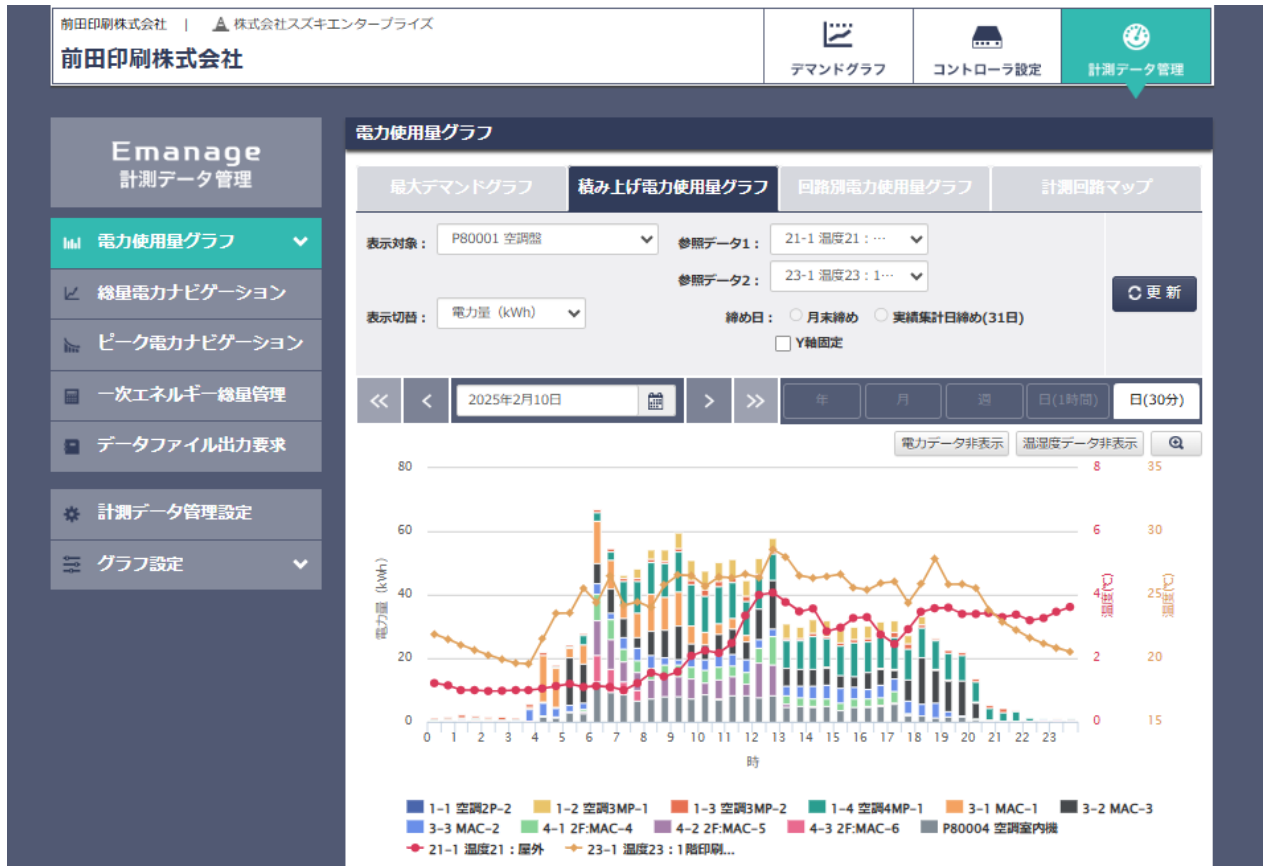 前田印刷株式会社 | 株式会社スズキエンタープライズ
前田印刷株式会社
デマンドグラフ
コントローラ設定
計測データ管理
Emanage
計測データ管理
電力使用量グラフ
総量電力ナビゲーション
ピーク電力ナビゲーション
一次エネルギー総量管理
データファイル出力要求
計測データ管理設定
グラフ設定
電力使用量グラフ
最大デマンドグラフ 積み上げ電力使用量グラフ 回路別電力使用量グラフ 計測回路マップ
表示対象： P80001 空調盤 参照データ1： 21-1 温度21：…
参照データ2： 23-1 温度23：1…
更新
表示切替： 電力量（kWh） 締め日： 月末締め 実績集計日締め(31日)
Y軸固定
2025年2月10日 年 月 週 日(1時間) 日(30分)
電力データ非表示 温湿度データ非表示
80 8 35
60 6 30
40 4 25
20 2 20
0 0 15
電力量（kWh）
温度(℃)
温度(℃)
0 1 2 3 4 5 6 7 8 9 10 11 12 13 14 15 16 17 18 19 20 21 22 23
時
1-1 空調2P-2 1-2 空調3MP-1 1-3 空調3MP-2 1-4 空調4MP-1 3-1 MAC-1 3-2 MAC-3
3-3 MAC-2 4-1 2F:MAC-4 4-2 2F:MAC-5 4-3 2F:MAC-6 P80004 空調室内機
21-1 温度21：屋外 23-1 温度23：1階印刷...